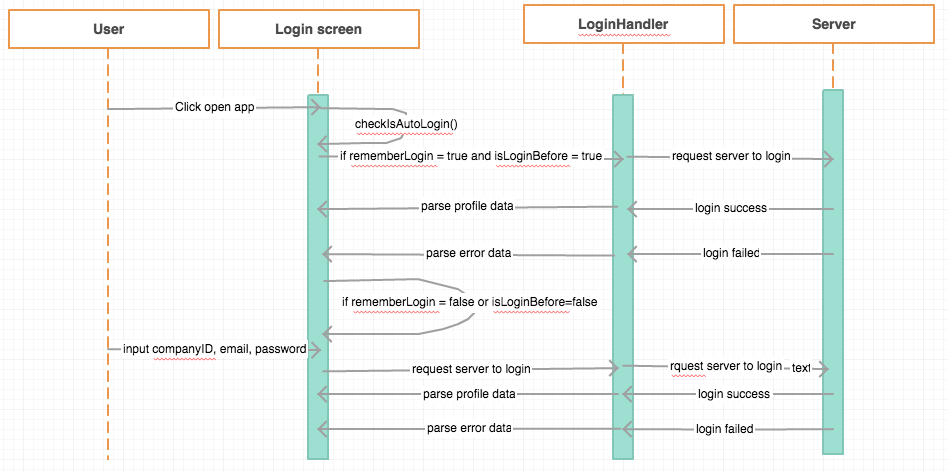 User
Login screen
LoginHandler
Server
Click open app
checkIsAutoLogin()
if rememberLogin = true and isLoginBefore = true
request server to login
parse profile data
login success
parse error data
login failed
if rememberLogin = false or isLoginBefore=false
input companyID, email, password
request server to login
rquest server to login
text
parse profile data
login success
parse error data
login failed